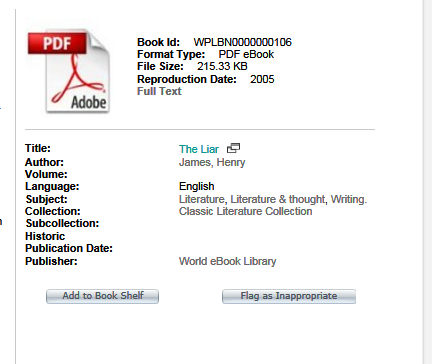 PDF
Adobe
Book Id: WPLBN0000000106
Format Type: PDF eBook
File Size: 215.33 KB
Reproduction Date: 2005
Full Text
Title: The Liar
Author: James, Henry
Volume:
Language: English
Subject: Literature, Literature & thought, Writing.
Collection: Classic Literature Collection
Subcollection:
Historic
Publication Date:
Publisher: World eBook Library
Add to Book Shelf
Flag as Inappropriate